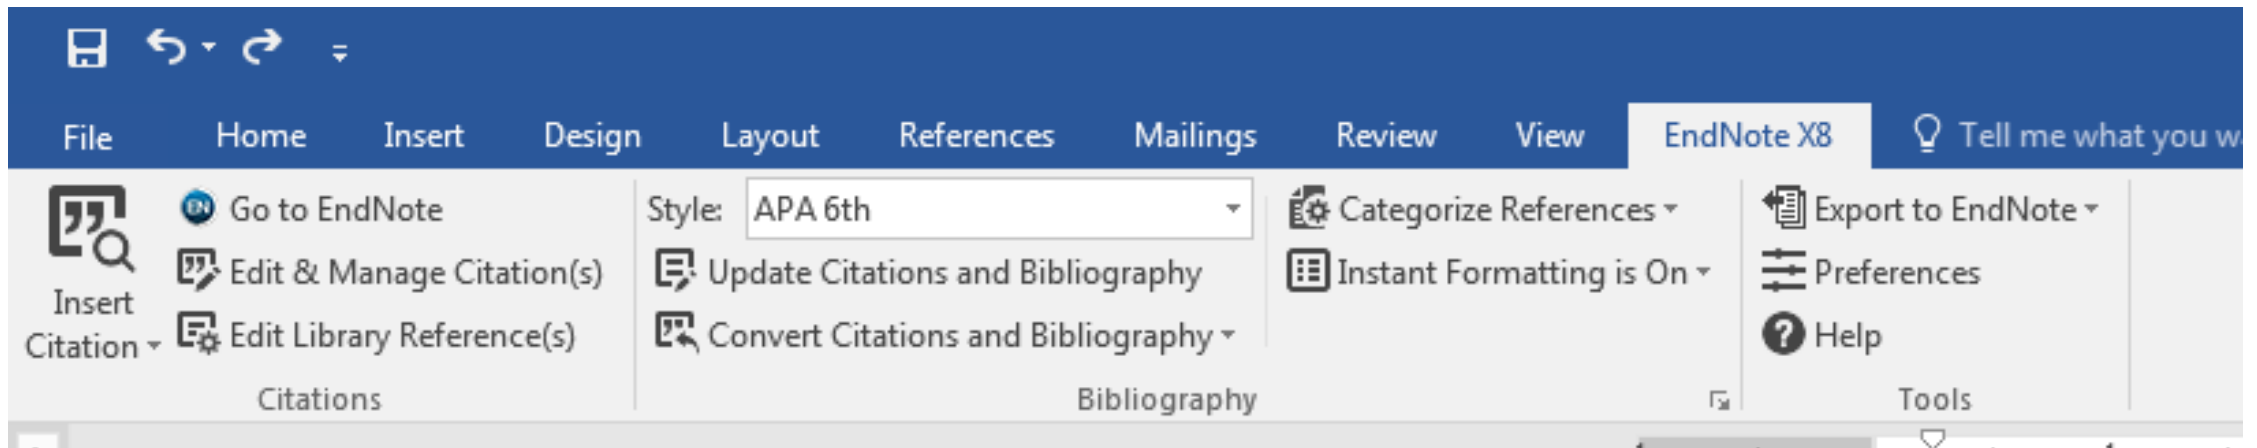 File Home Insert Design Layout References Mailings Review View EndNote X8 Tell me what you
Insert
Citation
Go to EndNote
Edit & Manage Citation(s)
Edit Library Reference(s)
Citations
Style: APA 6th
Update Citations and Bibliography
Convert Citations and Bibliography
Categorize References
Instant Formatting is On
Bibliography
Export to EndNote
Preferences
Help
Tools